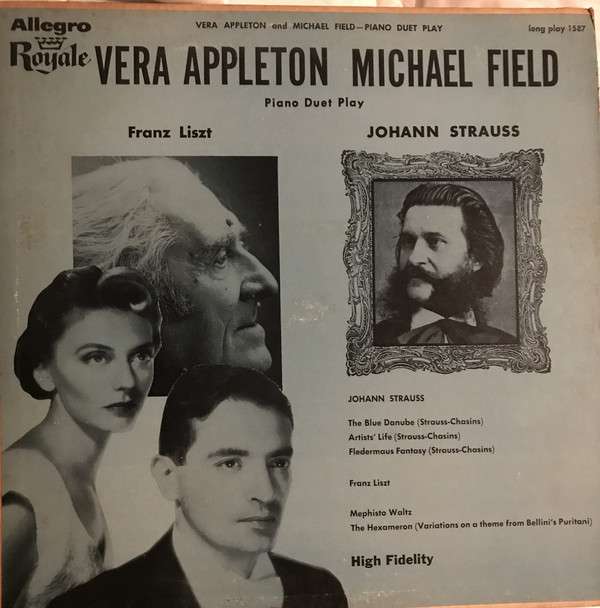 Allegro
Royale
VERA APPLETON and MICHAEL FIELD—PIANO DUET PLAY
long play 1587
VERA APPLETON MICHAEL FIELD
Piano Duet Play
Franz Liszt
JOHANN STRAUSS
JOHANN STRAUSS
The Blue Danube (Strauss-Chasins)
Artists' Life (Strauss-Chasins)
Fledermaus Fantasy (Strauss-Chasins)
Franz Liszt
Mephisto Waltz
The Hexameron (Variations on a theme from Bellini's Puritani)
High Fidelity